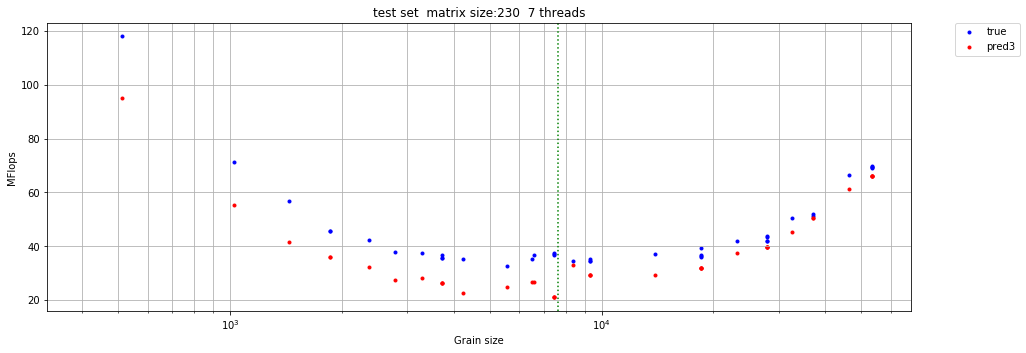 test set  matrix size:230  7 threads
true
pred3
MFlops
120
100
80
60
40
20
10³
10⁴
Grain size